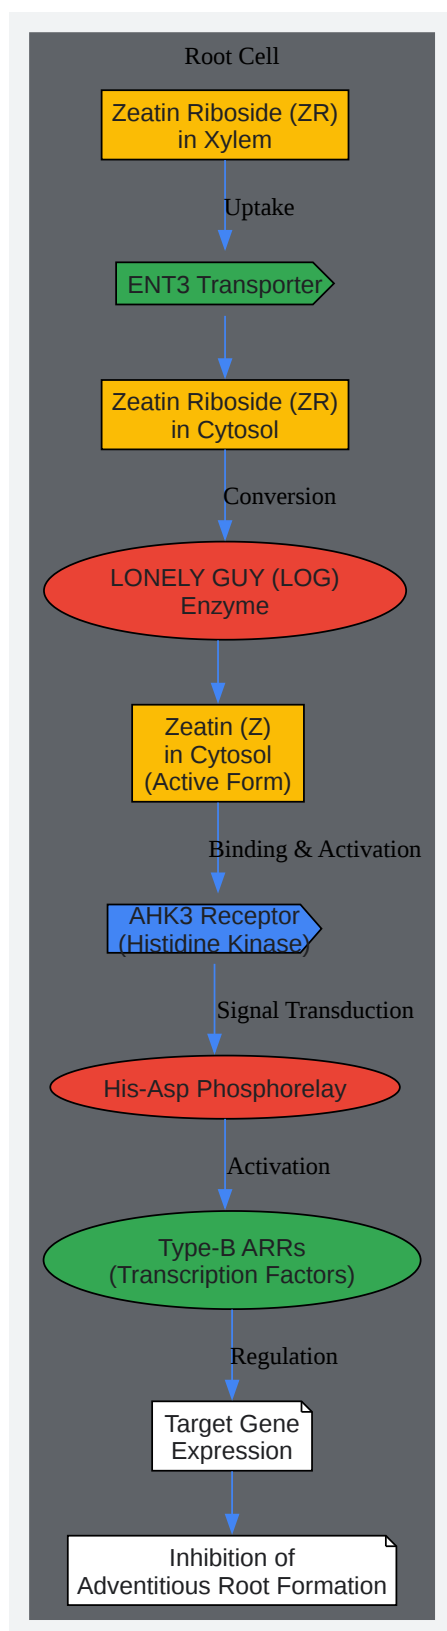 Root Cell
Zeatin Riboside (ZR)
in Xylem
Uptake
ENT3 Transporter
Zeatin Riboside (ZR)
in Cytosol
Conversion
LONELY GUY (LOG)
Enzyme
Zeatin (Z)
in Cytosol
(Active Form)
Binding & Activation
AHK3 Receptor
(Histidine Kinase)
Signal Transduction
His-Asp Phosphorelay
Activation
Type-B ARRs
(Transcription Factors)
Regulation
Target Gene
Expression
Inhibition of
Adventitious Root Formation